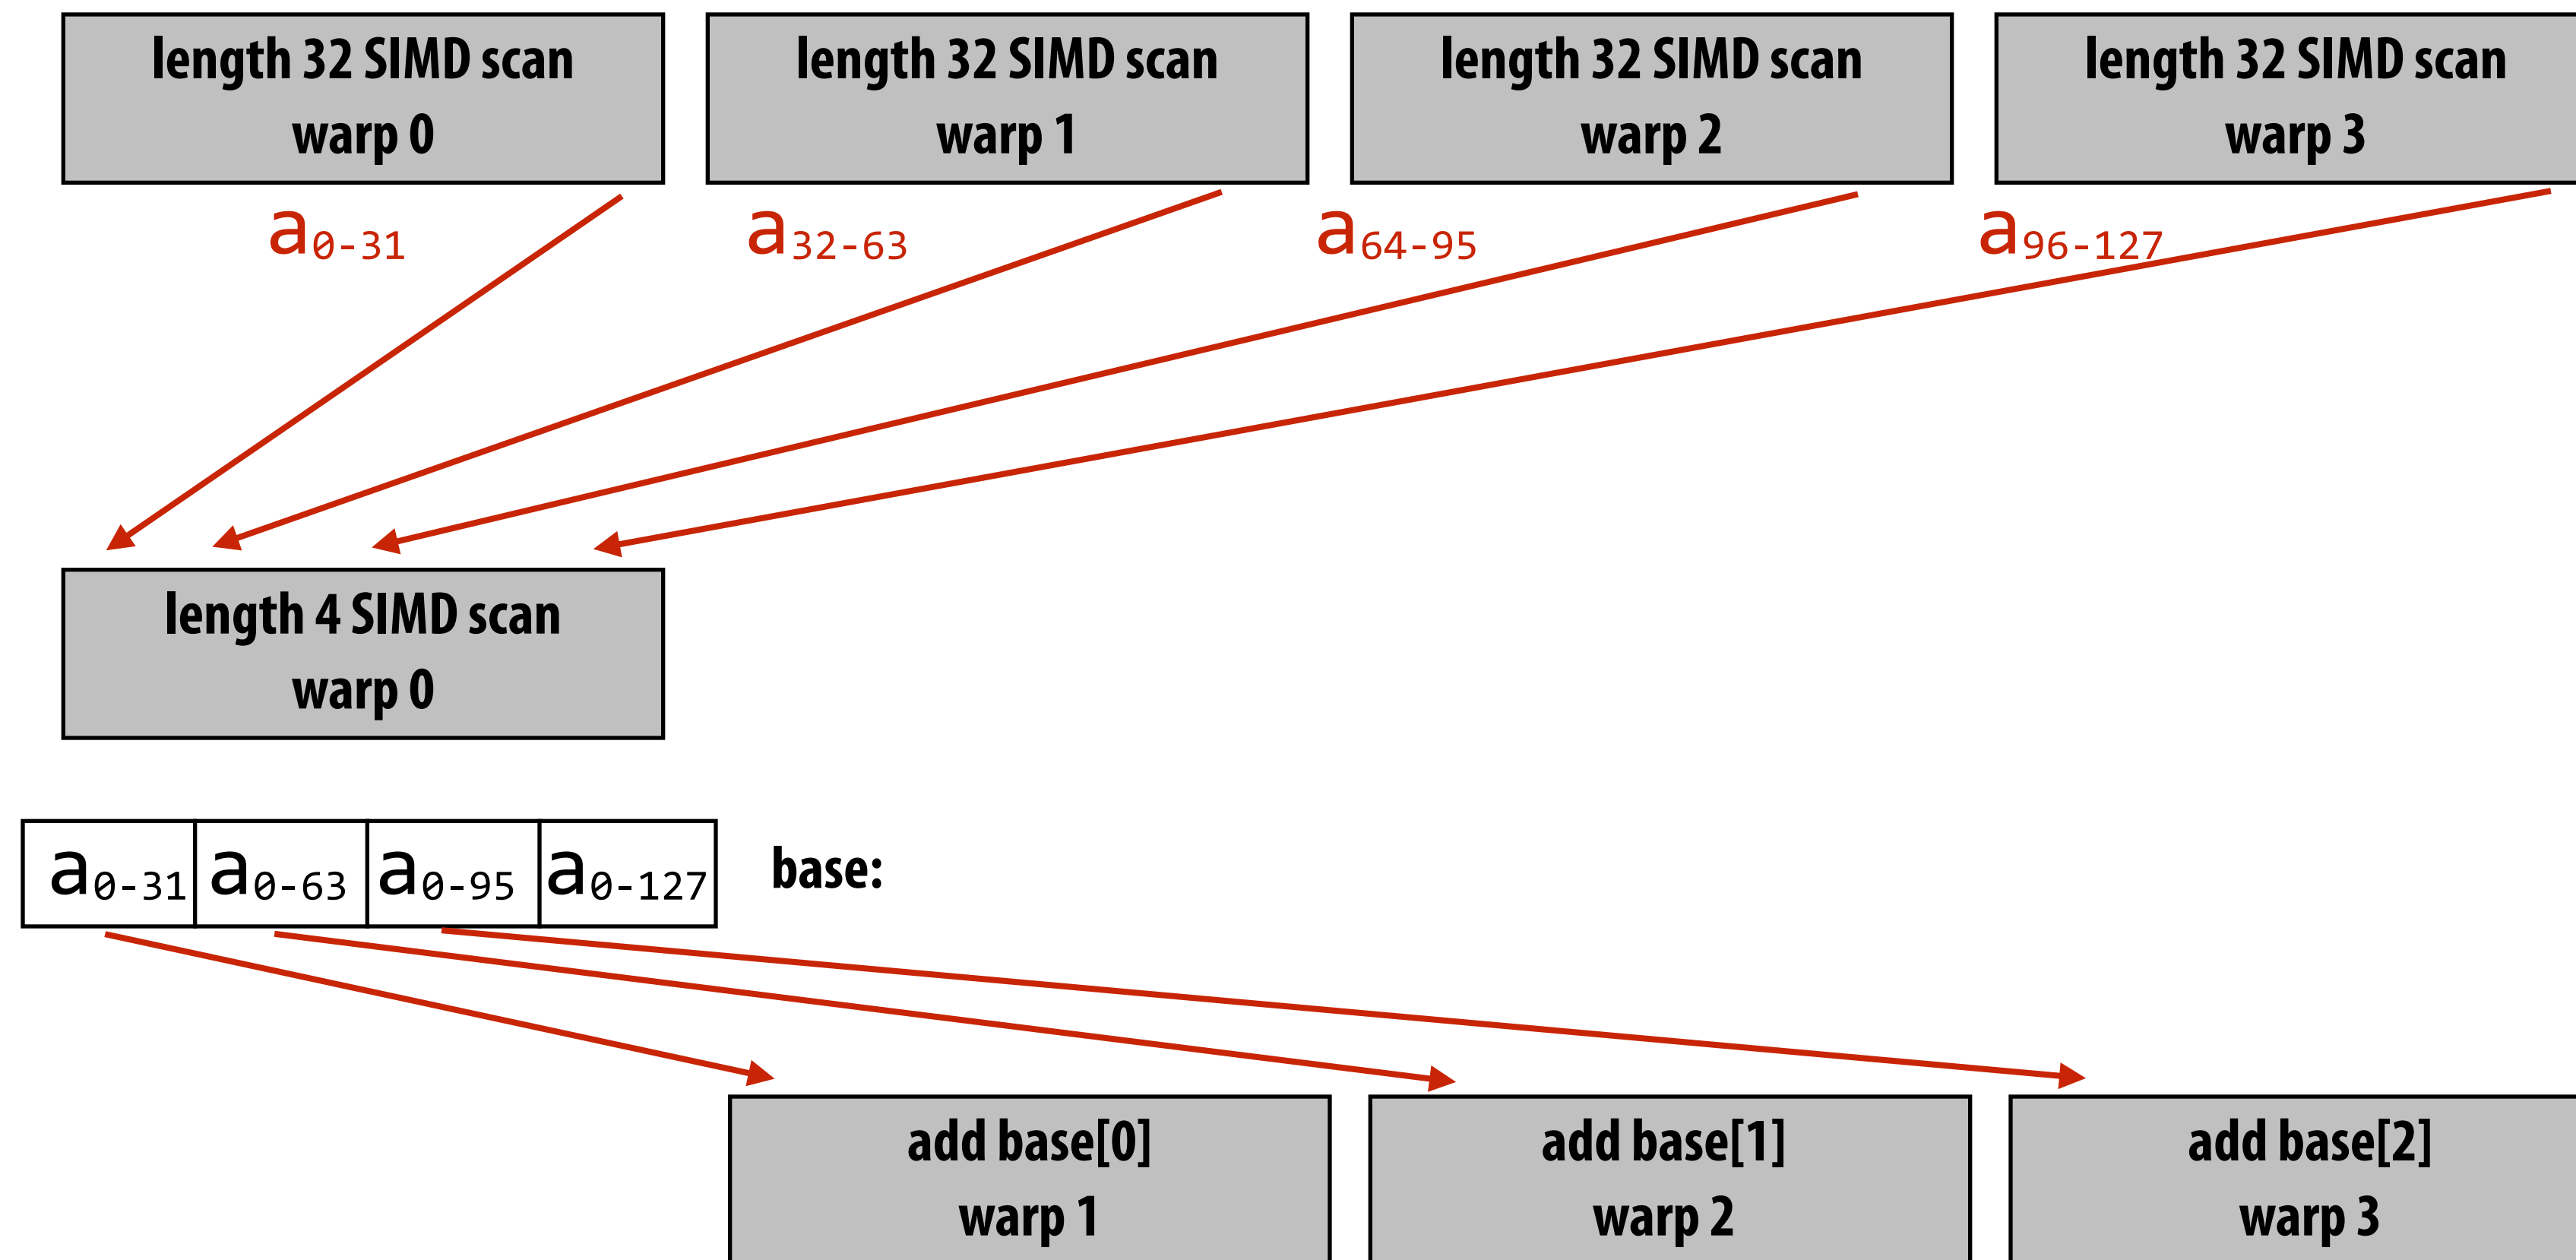 length 32 SIMD scan
warp 0
length 32 SIMD scan
warp 1
length 32 SIMD scan
warp 2
length 32 SIMD scan
warp 3
a0-31
a32-63
a64-95
a96-127
length 4 SIMD scan
warp 0
a0-31
a0-63
a0-95
a0-127
base:
add base[0]
warp 1
add base[1]
warp 2
add base[2]
warp 3